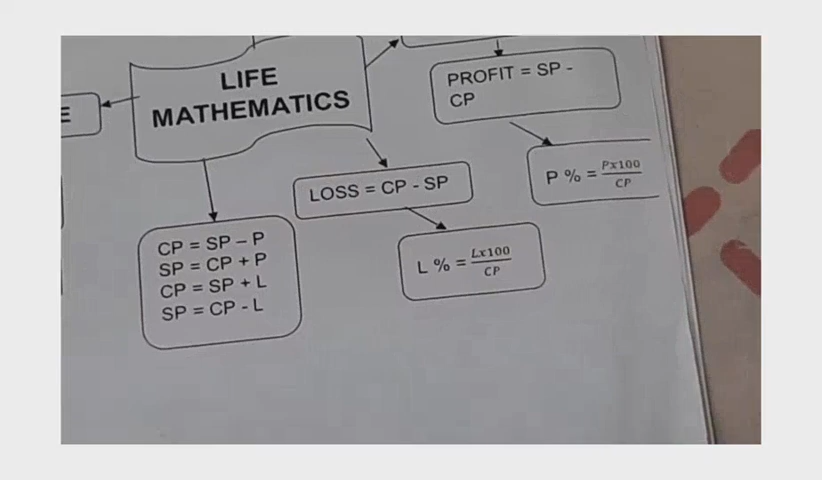 LIFE
MATHEMATICS
PROFIT = SP -
CP
P % = Px100/CP
LOSS = CP - SP
L % = Lx100/CP
CP = SP – P
SP = CP + P
CP = SP + L
SP = CP - L
E